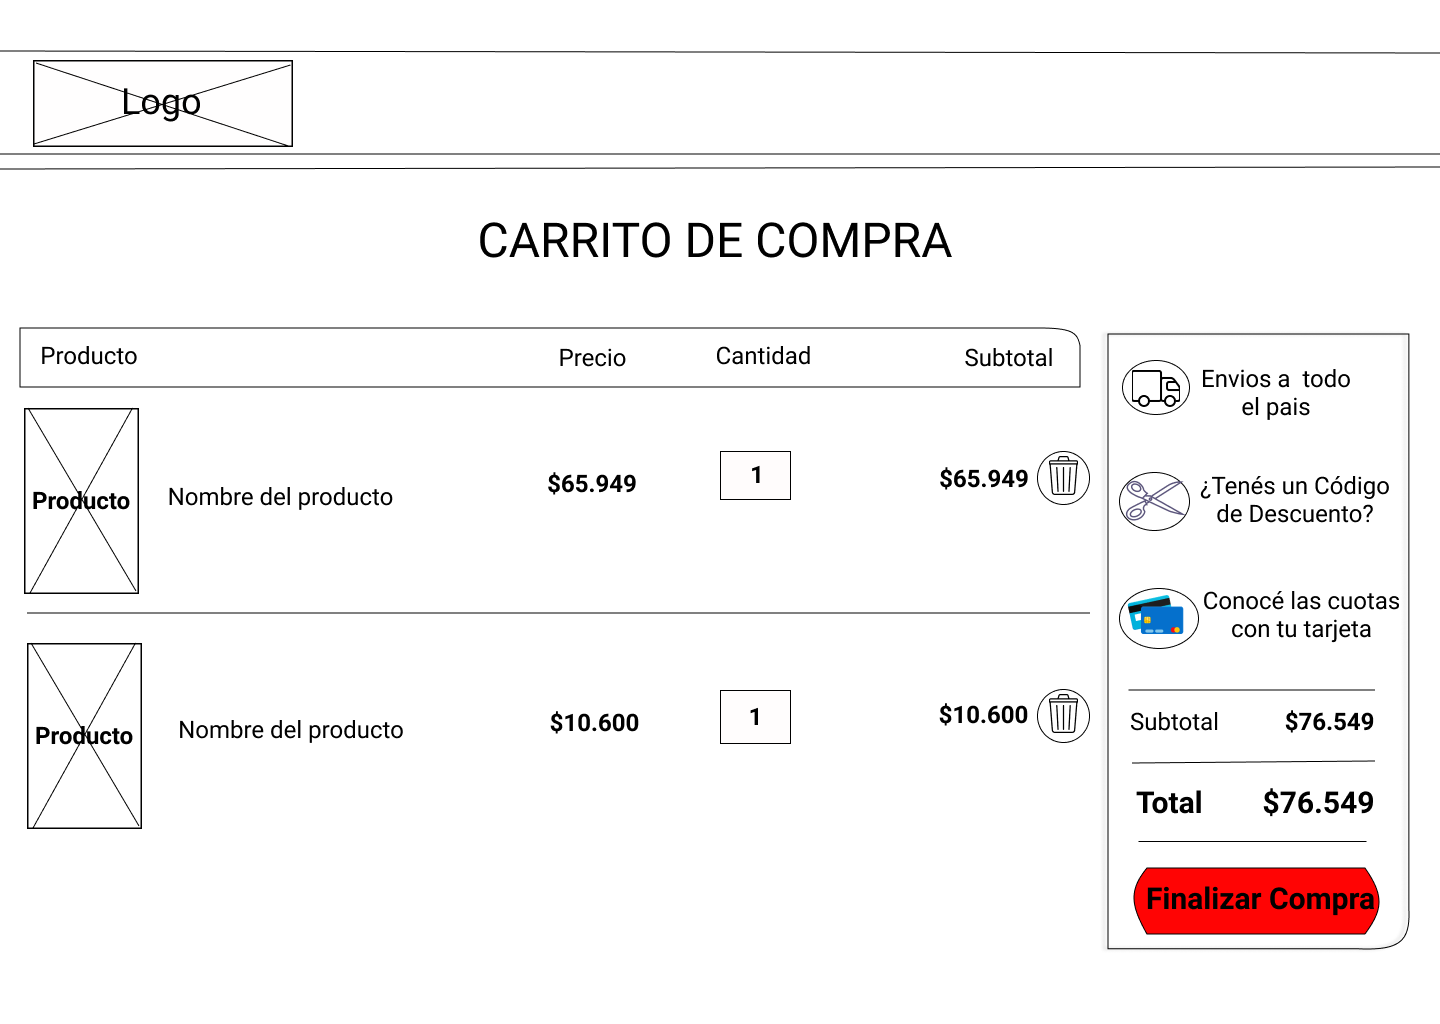 Logo
CARRITO DE COMPRA
Producto Precio Cantidad Subtotal
Producto Nombre del producto $65.949 1 $65.949
Producto Nombre del producto $10.600 1 $10.600
Envios a todo
el pais
¿Tenés un Código
de Descuento?
Conocé las cuotas
con tu tarjeta
Subtotal $76.549
Total $76.549
Finalizar Compra